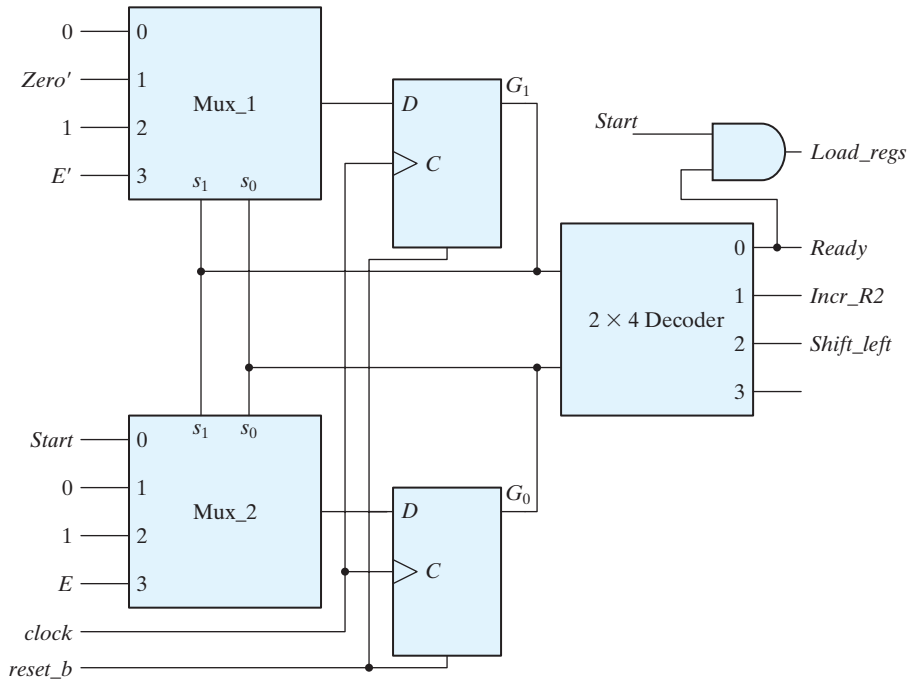 0
0
Zero'
1
1
2
E'
3
Mux_1
s1
s0
D
C
G1
Start
Load_regs
2 × 4 Decoder
0
Ready
1
Incr_R2
2
Shift_left
3
s1
s0
Start
0
0
1
1
2
E
3
Mux_2
D
C
G0
clock
reset_b